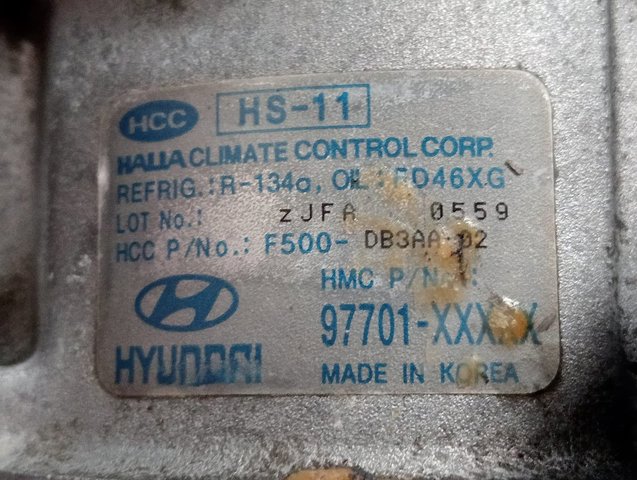 HCC HS-11
HALLA CLIMATE CONTROL CORP.
REFRIG.: R-134a, OIL: FD46XG
LOT No.: zJFA 0559
HCC P/No.: F500-DB3AA-02
HMC P/No.:
97701-XXXXX
HYUNDAI
MADE IN KOREA